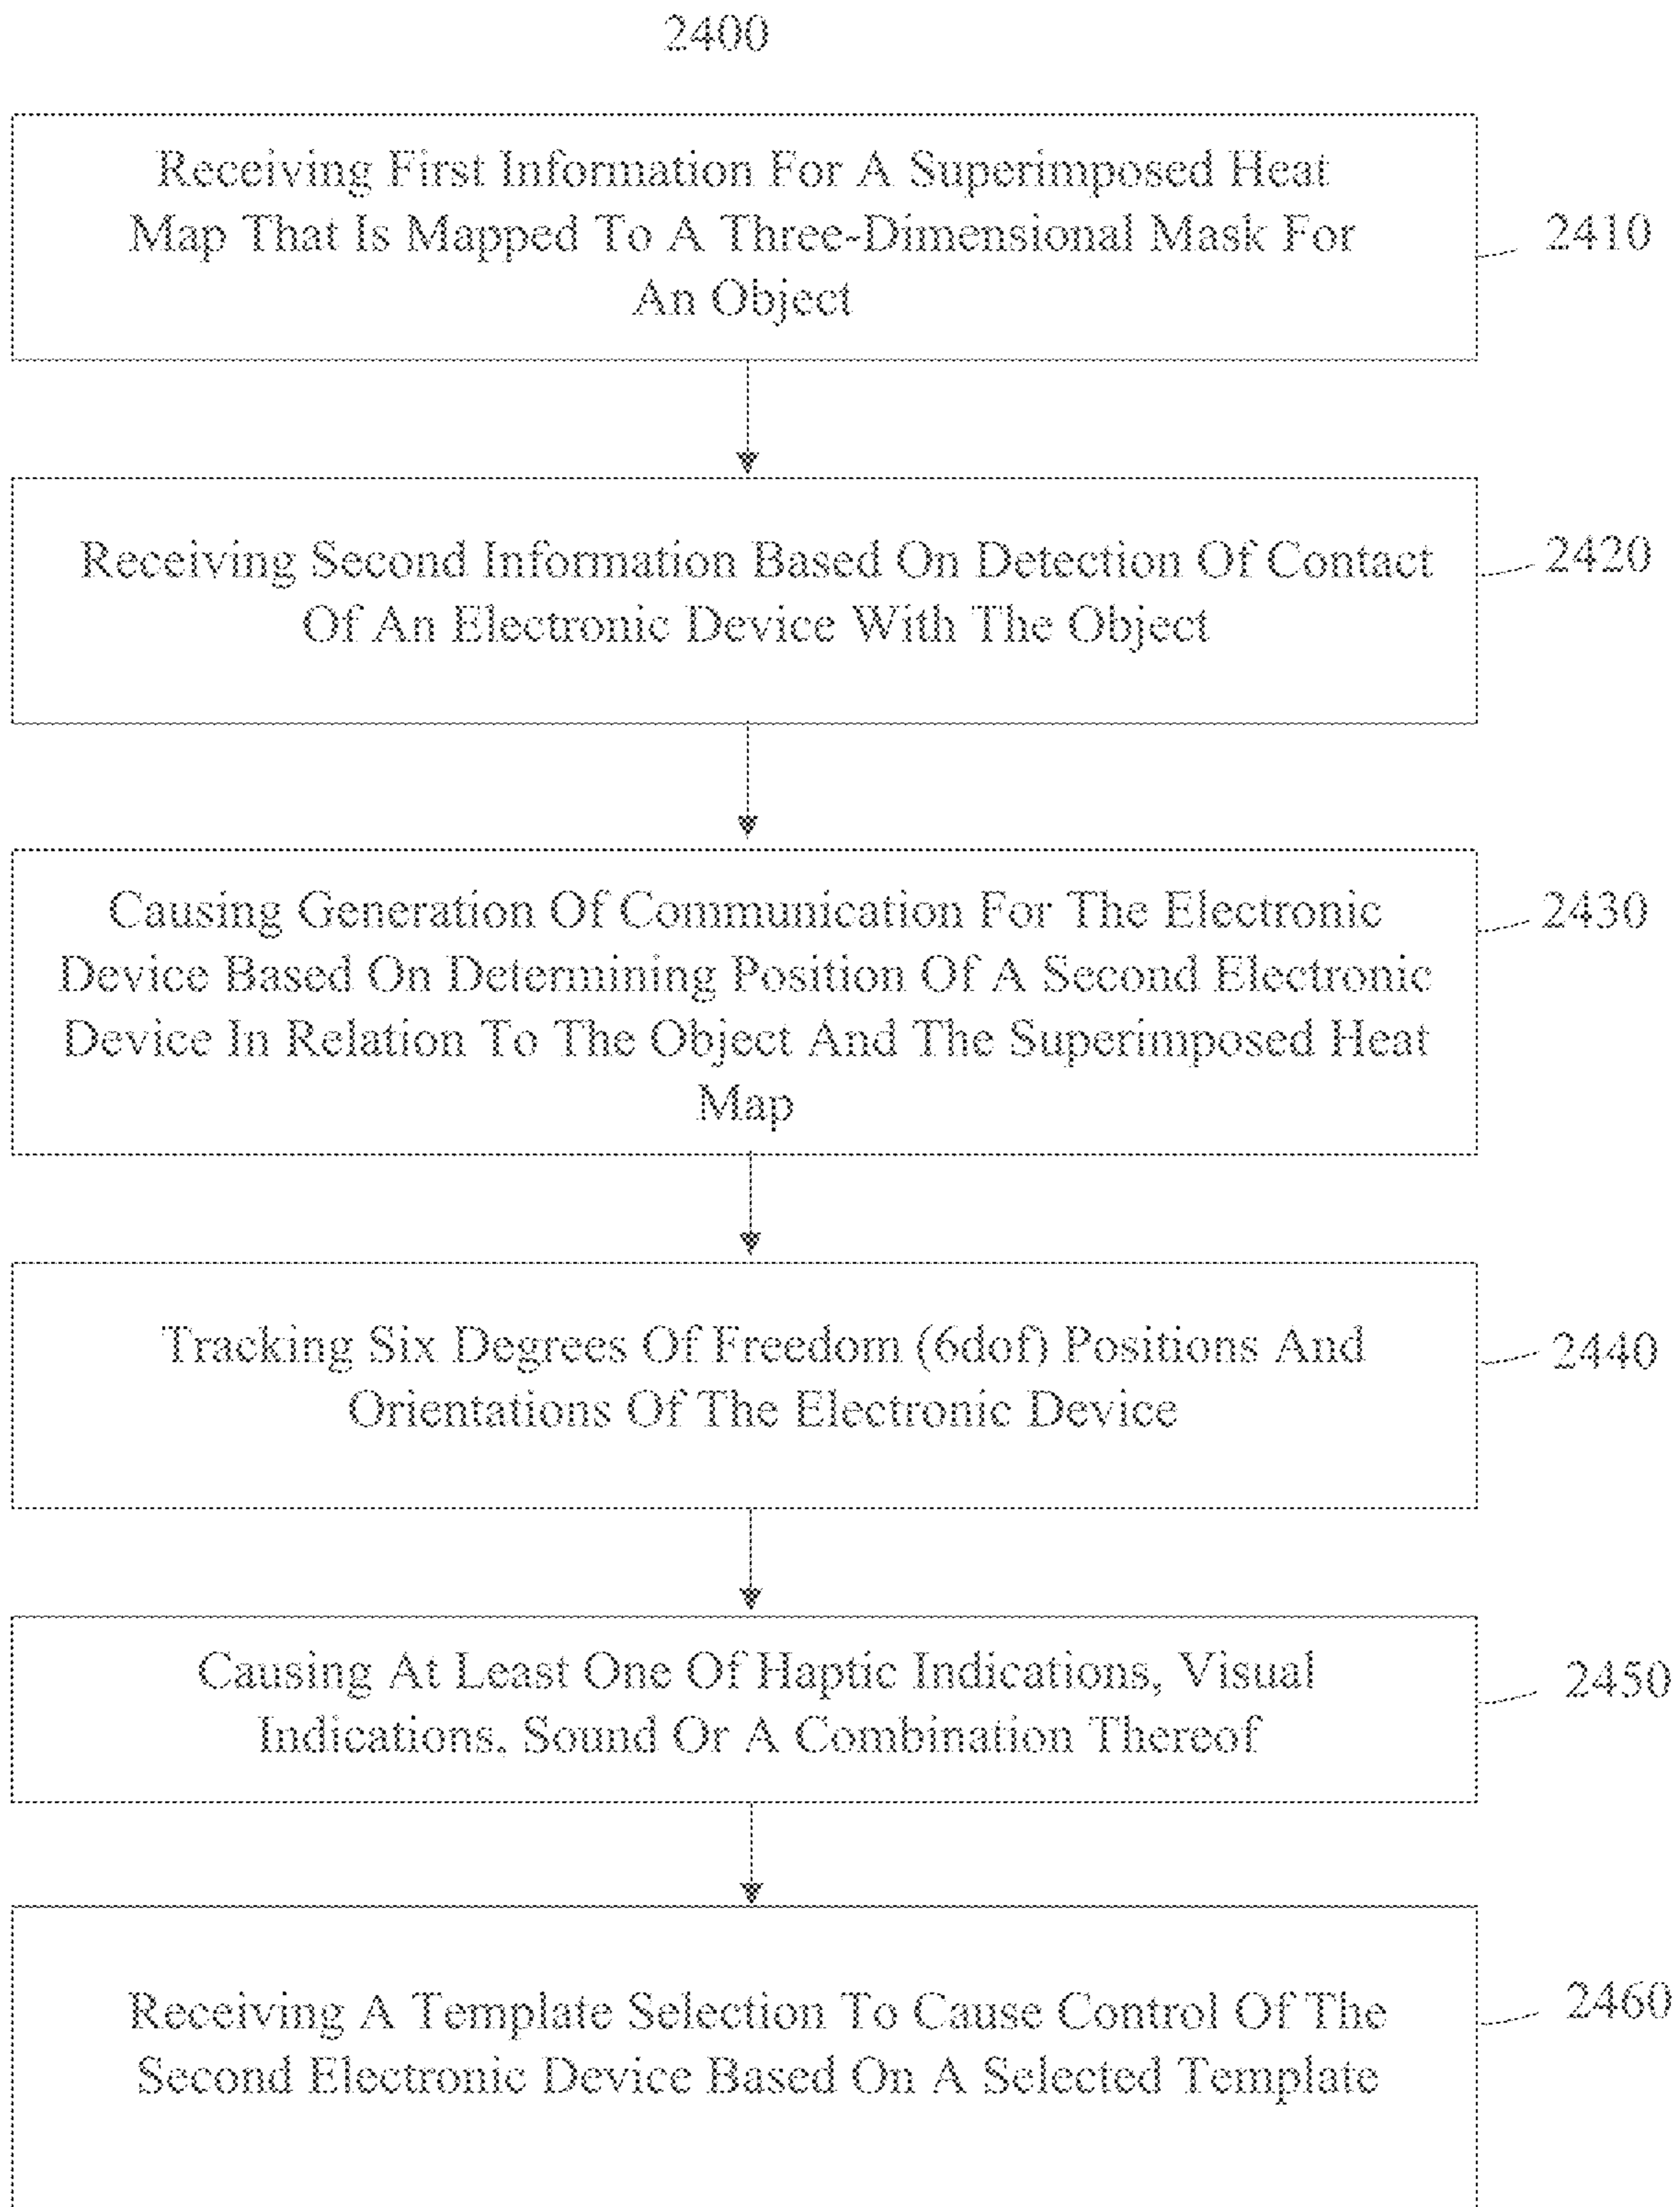 2400
Receiving First Information For A Superimposed Heat
Map That Is Mapped To A Three-Dimensional Mask For
An Object
2410
Receiving Second Information Based On Detection Of Contact
Of An Electronic Device With The Object
2420
Causing Generation Of Communication For The Electronic
Device Based On Determining Position Of A Second Electronic
Device In Relation To The Object And The Superimposed Heat
Map
2430
Tracking Six Degrees Of Freedom (6dof) Positions And
Orientations Of The Electronic Device
2440
Causing At Least One Of Haptic Indications, Visual
Indications, Sound Or A Combination Thereof
2450
Receiving A Template Selection To Cause Control Of The
Second Electronic Device Based On A Selected Template
2460